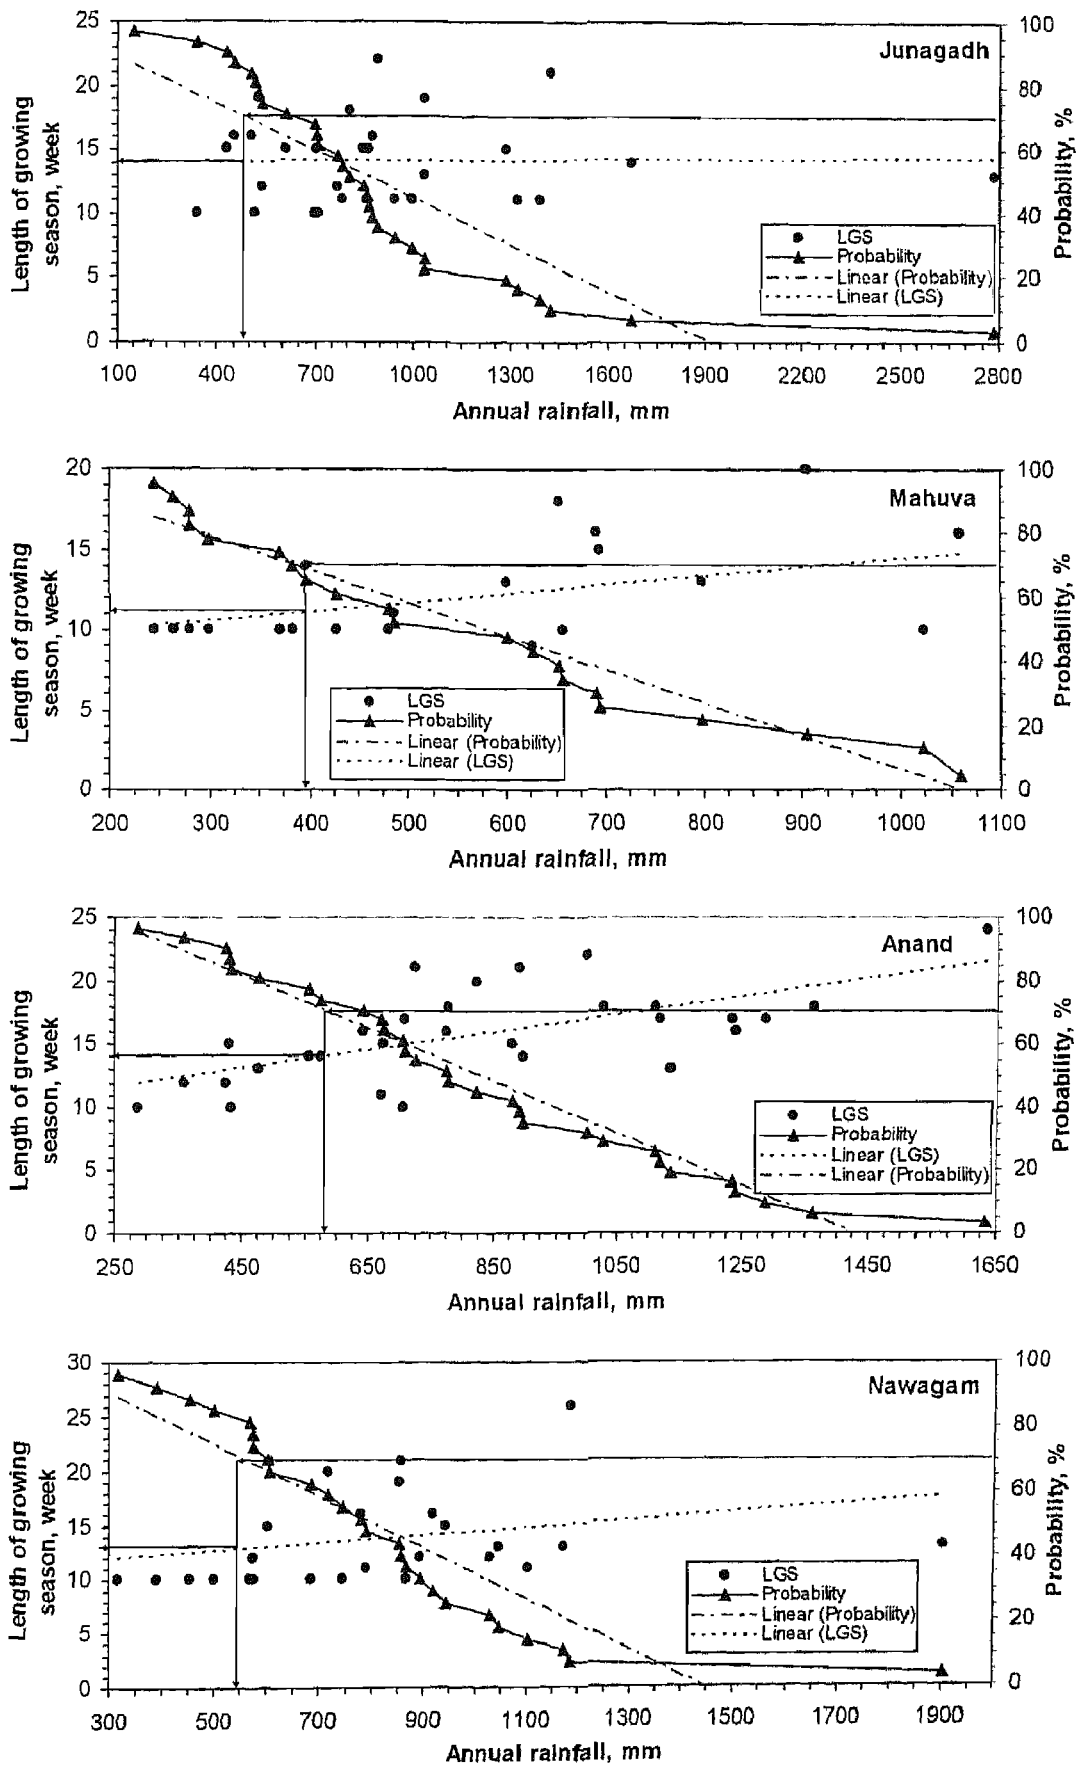 Junagadh
Length of growing
season, week
25
20
15
10
5
0
100
80
60
40
20
0
Probability, %
LGS
Probability
Linear (Probability)
Linear (LGS)
100 400 700 1000 1300 1600 1900 2200 2500 2800
Annual rainfall, mm
Mahuva
Length of growing
season, week
20
15
10
5
0
100
80
60
40
20
0
Probability, %
LGS
Probability
Linear (Probability)
Linear (LGS)
200 300 400 500 600 700 800 900 1000 1100
Annual rainfall, mm
Anand
Length of growing
season, week
25
20
15
10
5
0
100
80
60
40
20
0
Probability, %
LGS
Probability
Linear (LGS)
Linear (Probability)
250 450 650 850 1050 1250 1450 1650
Annual rainfall, mm
Nawagam
Length of growing
season, week
30
25
20
15
10
5
0
100
80
60
40
20
0
Probability, %
LGS
Probability
Linear (Probability)
Linear (LGS)
300 500 700 900 1100 1300 1500 1700 1900
Annual rainfall, mm